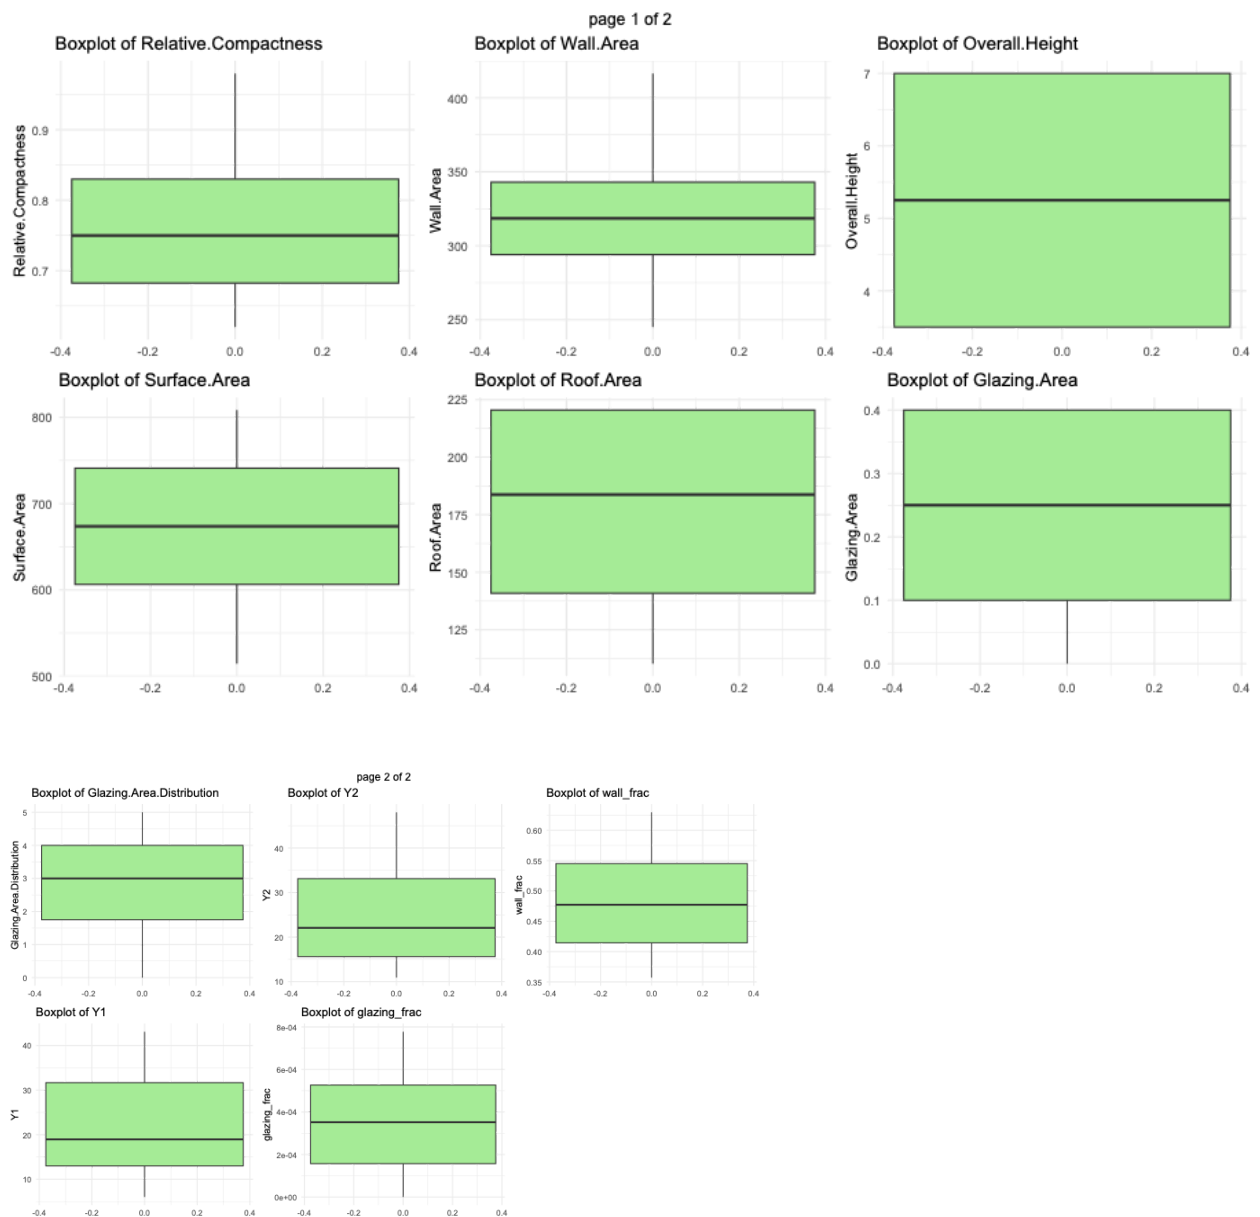 page 1 of 2
Boxplot of Relative.Compactness
Relative.Compactness
0.9
0.8
0.7
-0.4 -0.2 0.0 0.2 0.4
Boxplot of Wall.Area
Wall.Area
400
350
300
250
-0.4 -0.2 0.0 0.2 0.4
Boxplot of Overall.Height
Overall.Height
7
6
5
4
-0.4 -0.2 0.0 0.2 0.4
Boxplot of Surface.Area
Surface.Area
800
700
600
500
-0.4 -0.2 0.0 0.2 0.4
Boxplot of Roof.Area
Roof.Area
225
200
175
150
125
-0.4 -0.2 0.0 0.2 0.4
Boxplot of Glazing.Area
Glazing.Area
0.4
0.3
0.2
0.1
0.0
-0.4 -0.2 0.0 0.2 0.4
page 2 of 2
Boxplot of Glazing.Area.Distribution
Glazing.Area.Distribution
5
4
3
2
1
0
-0.4 -0.2 0.0 0.2 0.4
Boxplot of Y2
Y2
40
30
20
10
-0.4 -0.2 0.0 0.2 0.4
Boxplot of wall_frac
wall_frac
0.60
0.55
0.50
0.45
0.40
0.35
-0.4 -0.2 0.0 0.2 0.4
Boxplot of Y1
Y1
40
30
20
10
-0.4 -0.2 0.0 0.2 0.4
Boxplot of glazing_frac
glazing_frac
8e-04
6e-04
4e-04
2e-04
0e+00
-0.4 -0.2 0.0 0.2 0.4